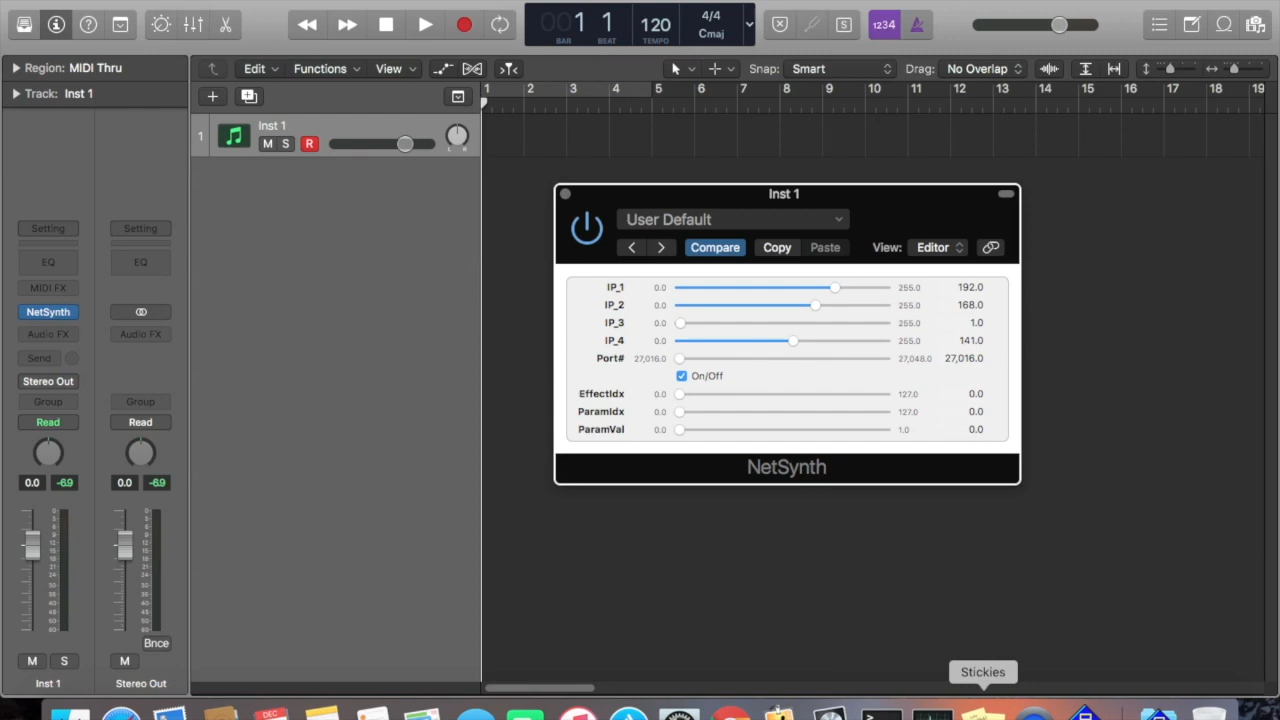 1 1 120 4/4
BAR BEAT TEMPO Cmaj
S 1234
Region: MIDI Thru
Track: Inst 1
Edit Functions View
Snap: Smart
Drag: No Overlap
1 2 3 4 5 6 7 8 9 10 11 12 13 14 15 16 17 18 19
1 Inst 1
M S R
L R
Setting Setting
EQ EQ
MIDI FX
NetSynth
Audio FX Audio FX
Send
Stereo Out
Group Group
Read Read
0.0 -6.9 0.0 -6.9
Bnce
M S M
Inst 1 Stereo Out
Inst 1
User Default
Compare Copy Paste View: Editor
IP_1 0.0 255.0 192.0
IP_2 0.0 255.0 168.0
IP_3 0.0 255.0 1.0
IP_4 0.0 255.0 141.0
Port# 27,016.0 27,048.0 27,016.0
On/Off
EffectIdx 0.0 127.0 0.0
ParamIdx 0.0 127.0 0.0
ParamVal 0.0 1.0 0.0
NetSynth
Stickies
DEC